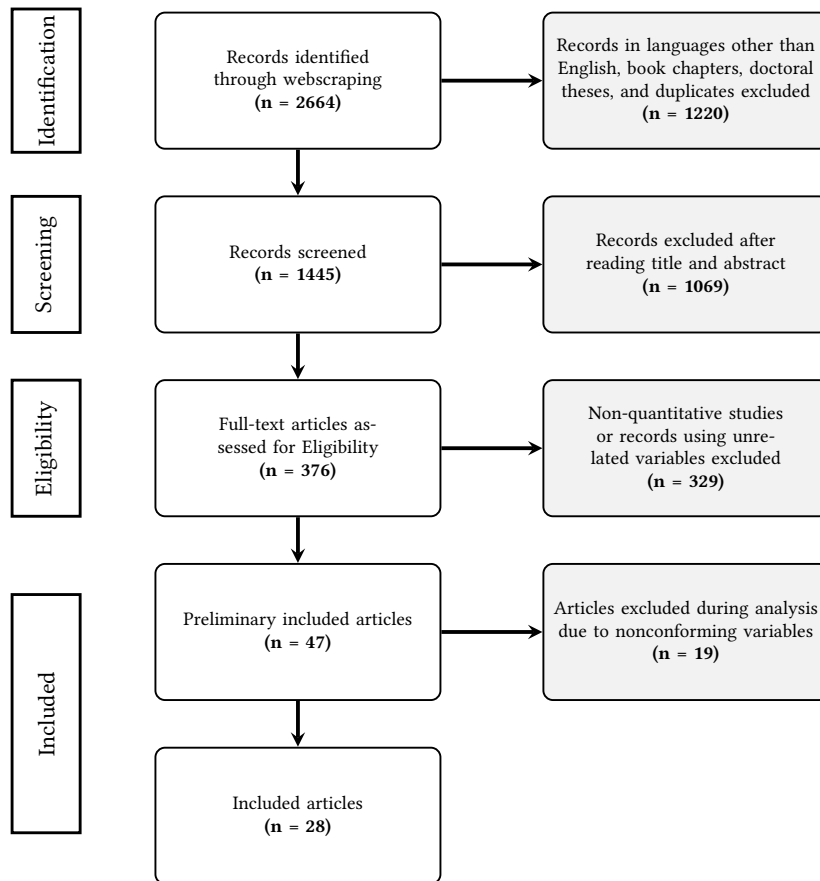 Identification
Records identified
through webscraping
(n = 2664)
Records in languages other than
English, book chapters, doctoral
theses, and duplicates excluded
(n = 1220)
Screening
Records screened
(n = 1445)
Records excluded after
reading title and abstract
(n = 1069)
Eligibility
Full-text articles as-
sessed for Eligibility
(n = 376)
Non-quantitative studies
or records using unre-
lated variables excluded
(n = 329)
Included
Preliminary included articles
(n = 47)
Articles excluded during analysis
due to nonconforming variables
(n = 19)
Included articles
(n = 28)